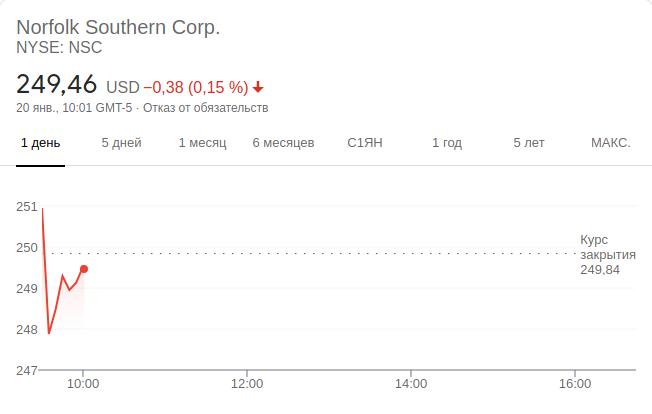 Norfolk Southern Corp.
NYSE: NSC
249,46 USD −0,38 (0,15 %)
20 янв., 10:01 GMT-5 · Отказ от обязательств
1 день 5 дней 1 месяц 6 месяцев С1ЯН 1 год 5 лет МАКС.
251
250
249
248
247
Курс
закрытия
249,84
10:00 12:00 14:00 16:00